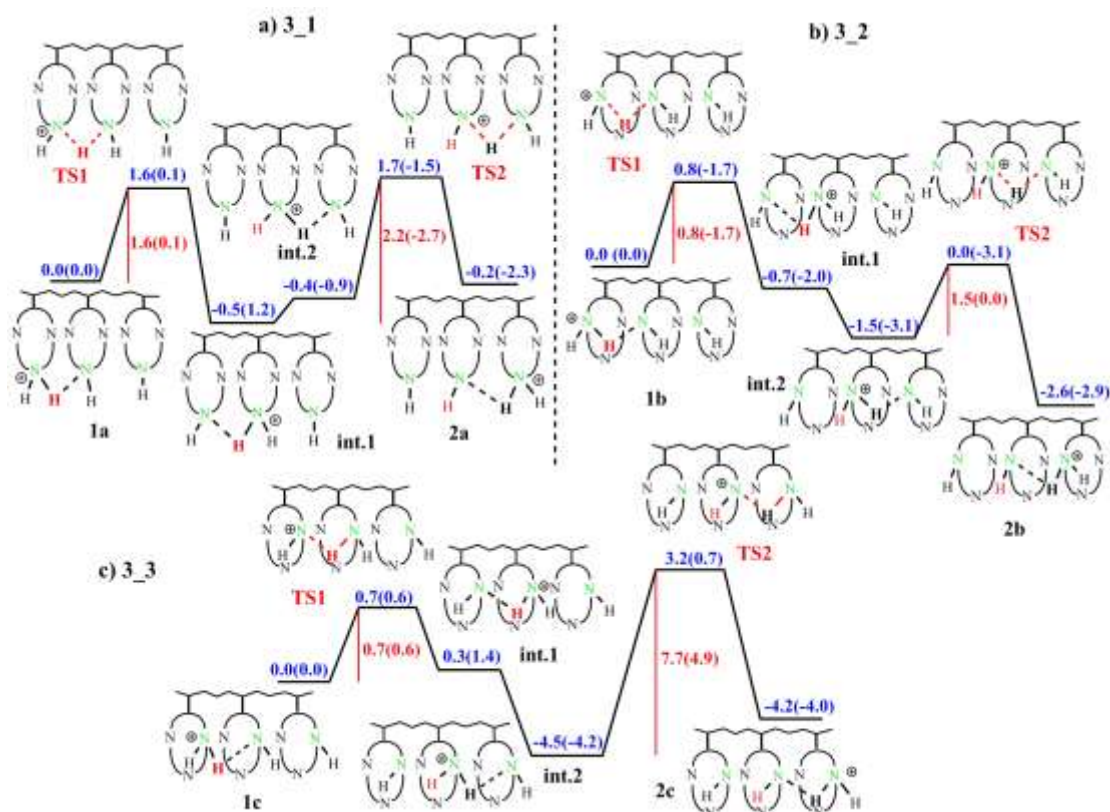 a) 3_1
TS1
1.6(0.1)
1.6(0.1)
0.0(0.0)
1a
-0.5(1.2)
int.1
int.2
-0.4(-0.9)
1.7(-1.5)
TS2
2.2(-2.7)
-0.2(-2.3)
2a
b) 3_2
TS1
0.8(-1.7)
0.8(-1.7)
0.0 (0.0)
1b
-0.7(-2.0)
int.1
-1.5(-3.1)
int.2
TS2
0.0(-3.1)
1.5(0.0)
-2.6(-2.9)
2b
c) 3_3
TS1
0.7(0.6)
0.7(0.6)
0.0(0.0)
1c
int.1
0.3(1.4)
-4.5(-4.2)
int.2
TS2
3.2(0.7)
7.7(4.9)
-4.2(-4.0)
2c